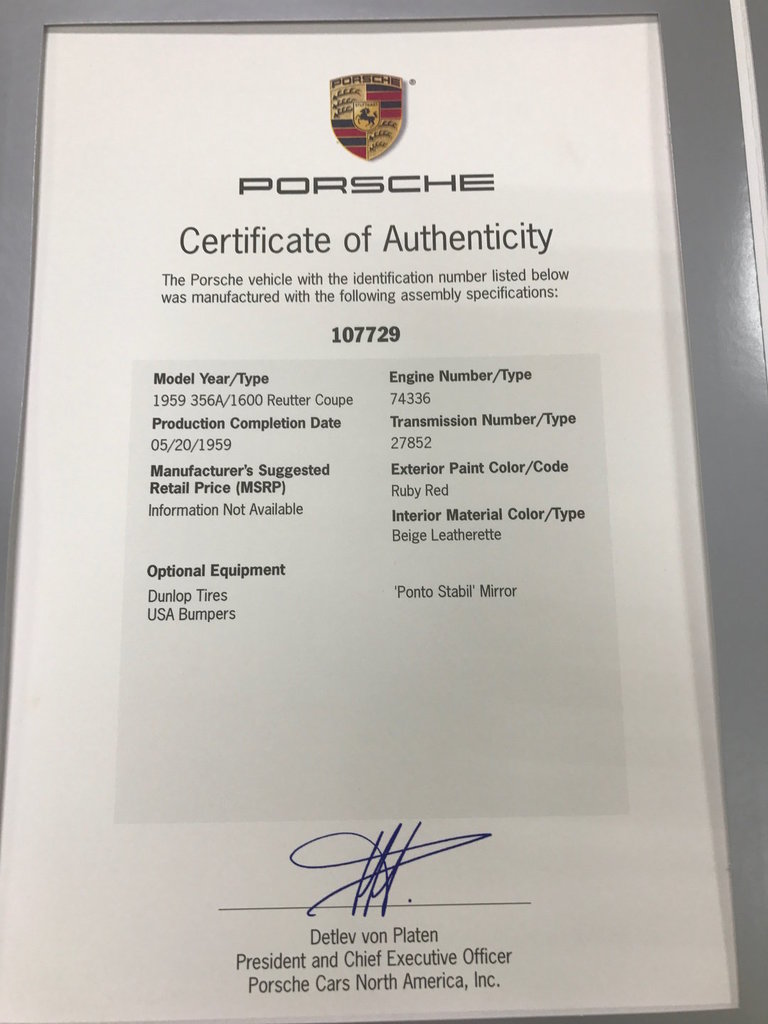 PORSCHE
®
PORSCHE
Certificate of Authenticity
The Porsche vehicle with the identification number listed below
was manufactured with the following assembly specifications:
107729
Model Year/Type
1959 356A/1600 Reutter Coupe
Production Completion Date
05/20/1959
Manufacturer's Suggested
Retail Price (MSRP)
Information Not Available
Engine Number/Type
74336
Transmission Number/Type
27852
Exterior Paint Color/Code
Ruby Red
Interior Material Color/Type
Beige Leatherette
Optional Equipment
Dunlop Tires
USA Bumpers
'Ponto Stabil' Mirror
Detlev von Platen
President and Chief Executive Officer
Porsche Cars North America, Inc.